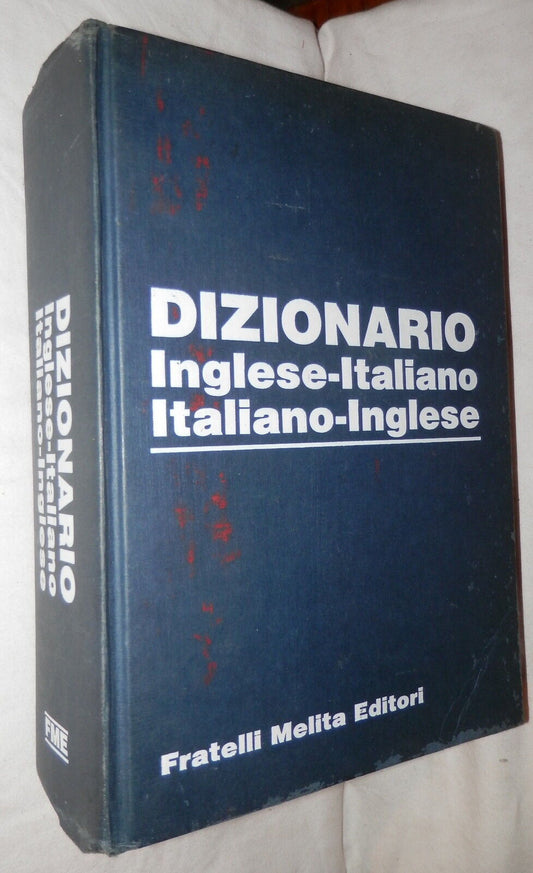 DIZIONARIO
Inglese-Italiano
Italiano-Inglese
Fratelli Melita Editori
DIZIONARIO
Inglese-Italiano
Italiano-Inglese
FME